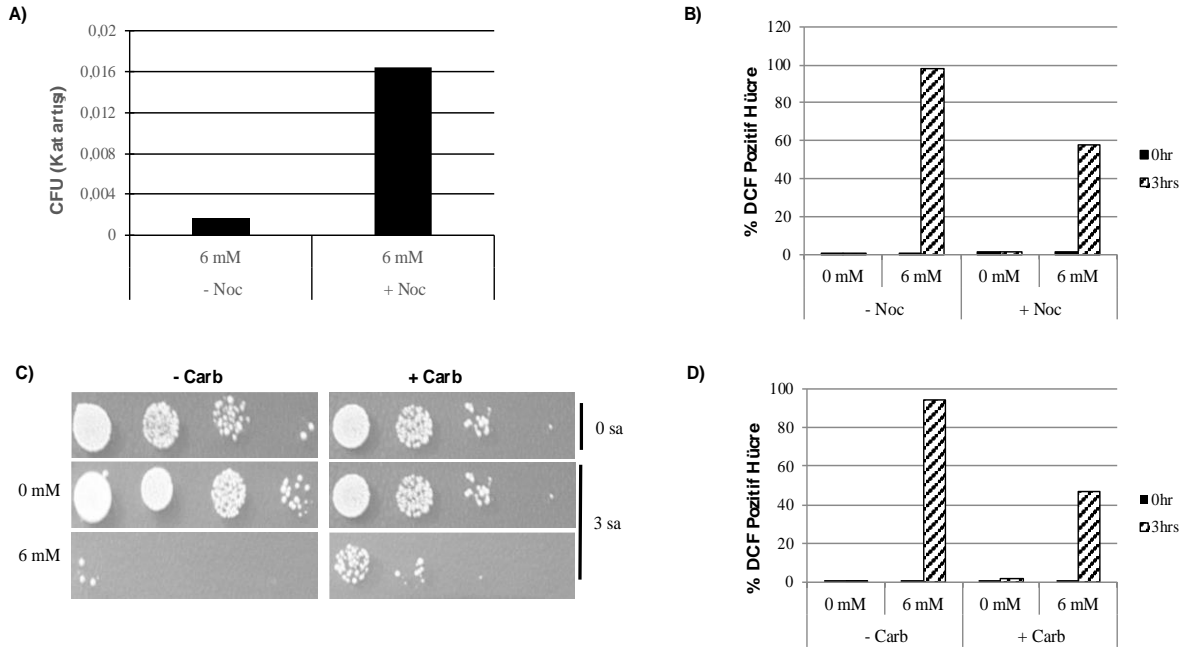 A)
0,02
0,016
0,012
0,008
0,004
0
CFU (Kat artışı)
6 mM
6 mM
- Noc
+ Noc
B)
120
100
80
60
40
20
0
% DCF Pozitif Hücre
0 mM
6 mM
0 mM
6 mM
- Noc
+ Noc
0hr
3hrs
C)
- Carb
+ Carb
0 sa
0 mM
3 sa
6 mM
D)
100
80
60
40
20
0
% DCF Pozitif Hücre
0 mM
6 mM
0 mM
6 mM
- Carb
+ Carb
0hr
3hrs